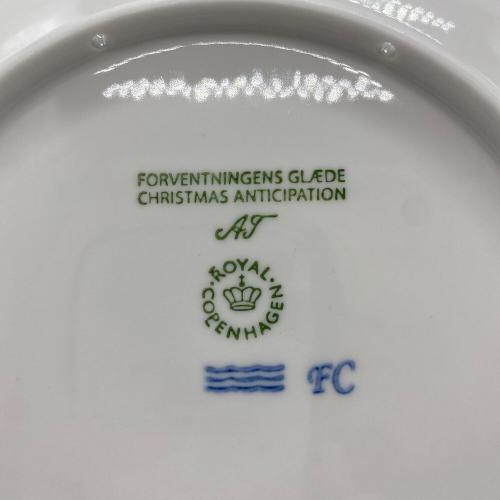 FORVENTNINGENS GLÆDE
CHRISTMAS ANTICIPATION
AT
ROYAL · COPENHAGEN ·
FC